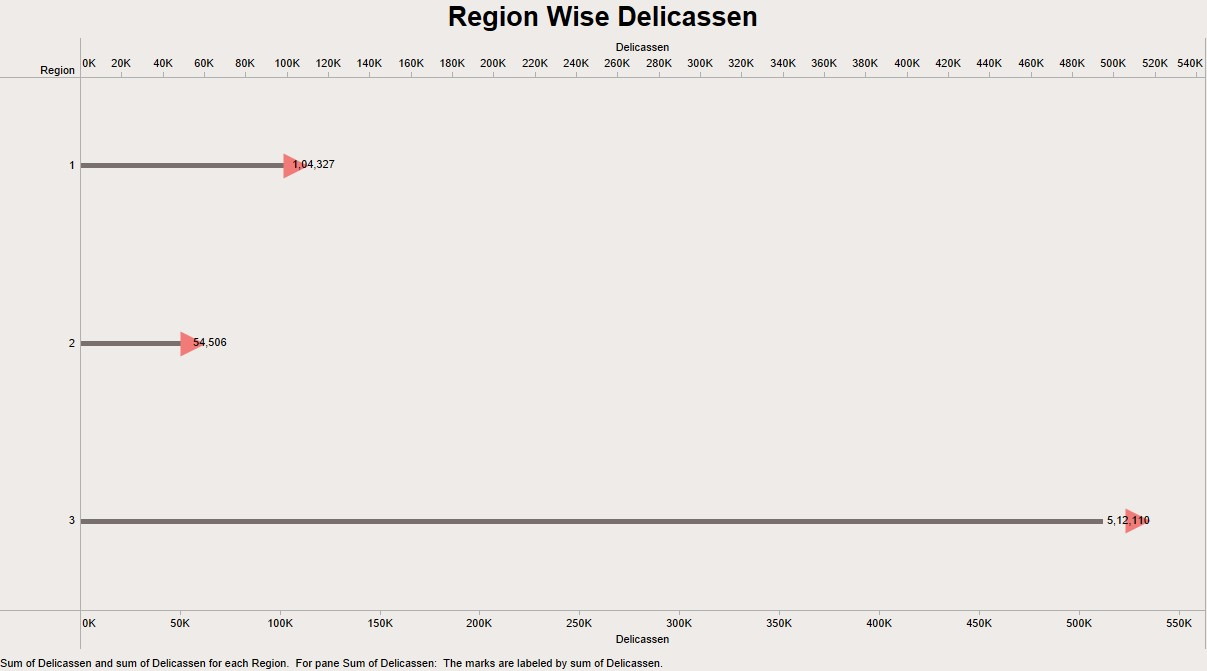 Region Wise Delicassen
Delicassen
Region 0K 20K 40K 60K 80K 100K 120K 140K 160K 180K 200K 220K 240K 260K 280K 300K 320K 340K 360K 380K 400K 420K 440K 460K 480K 500K 520K 540K
1 1,04,327
2 54,506
3 5,12,110
0K 50K 100K 150K 200K 250K 300K 350K 400K 450K 500K 550K
Delicassen
Sum of Delicassen and sum of Delicassen for each Region. For pane Sum of Delicassen: The marks are labeled by sum of Delicassen.